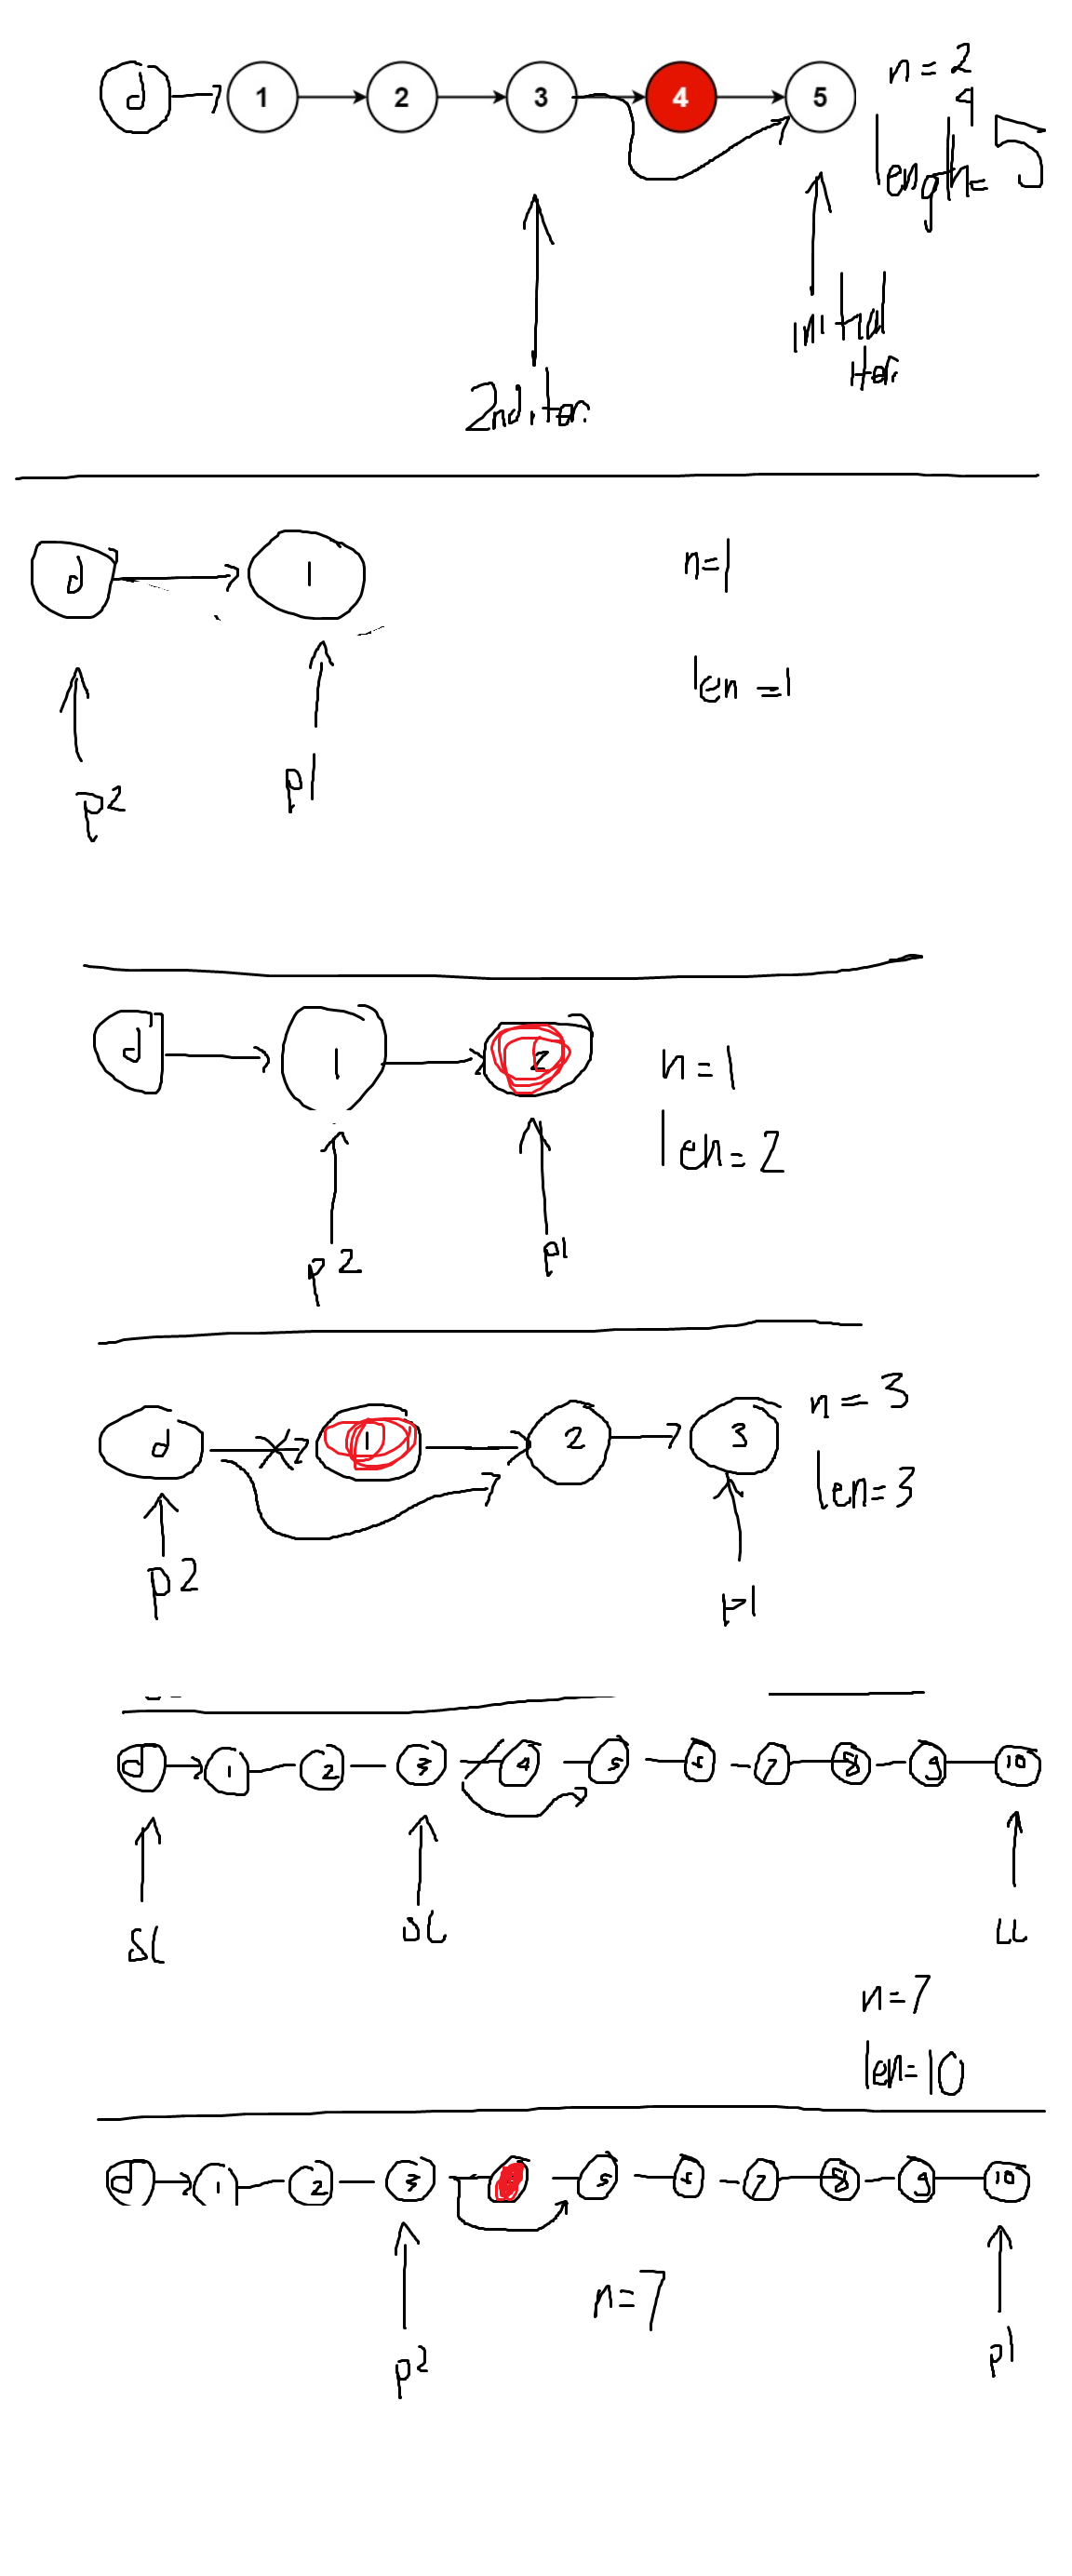 d 1 2 3 4 5 n = 2
4
length= 5
initial
iter.
2nd iter.
d 1 n=1
len =1
p2 p1
d 1 2 n = 1
len = 2
p2 p1
d 1 2 3 n = 3
len = 3
p2 p1
d 1 2 3 4 5 6 7 8 9 10
SL SL LL
n=7
len=10
d 1 2 3 5 6 7 8 9 10
n=7
p2 p1